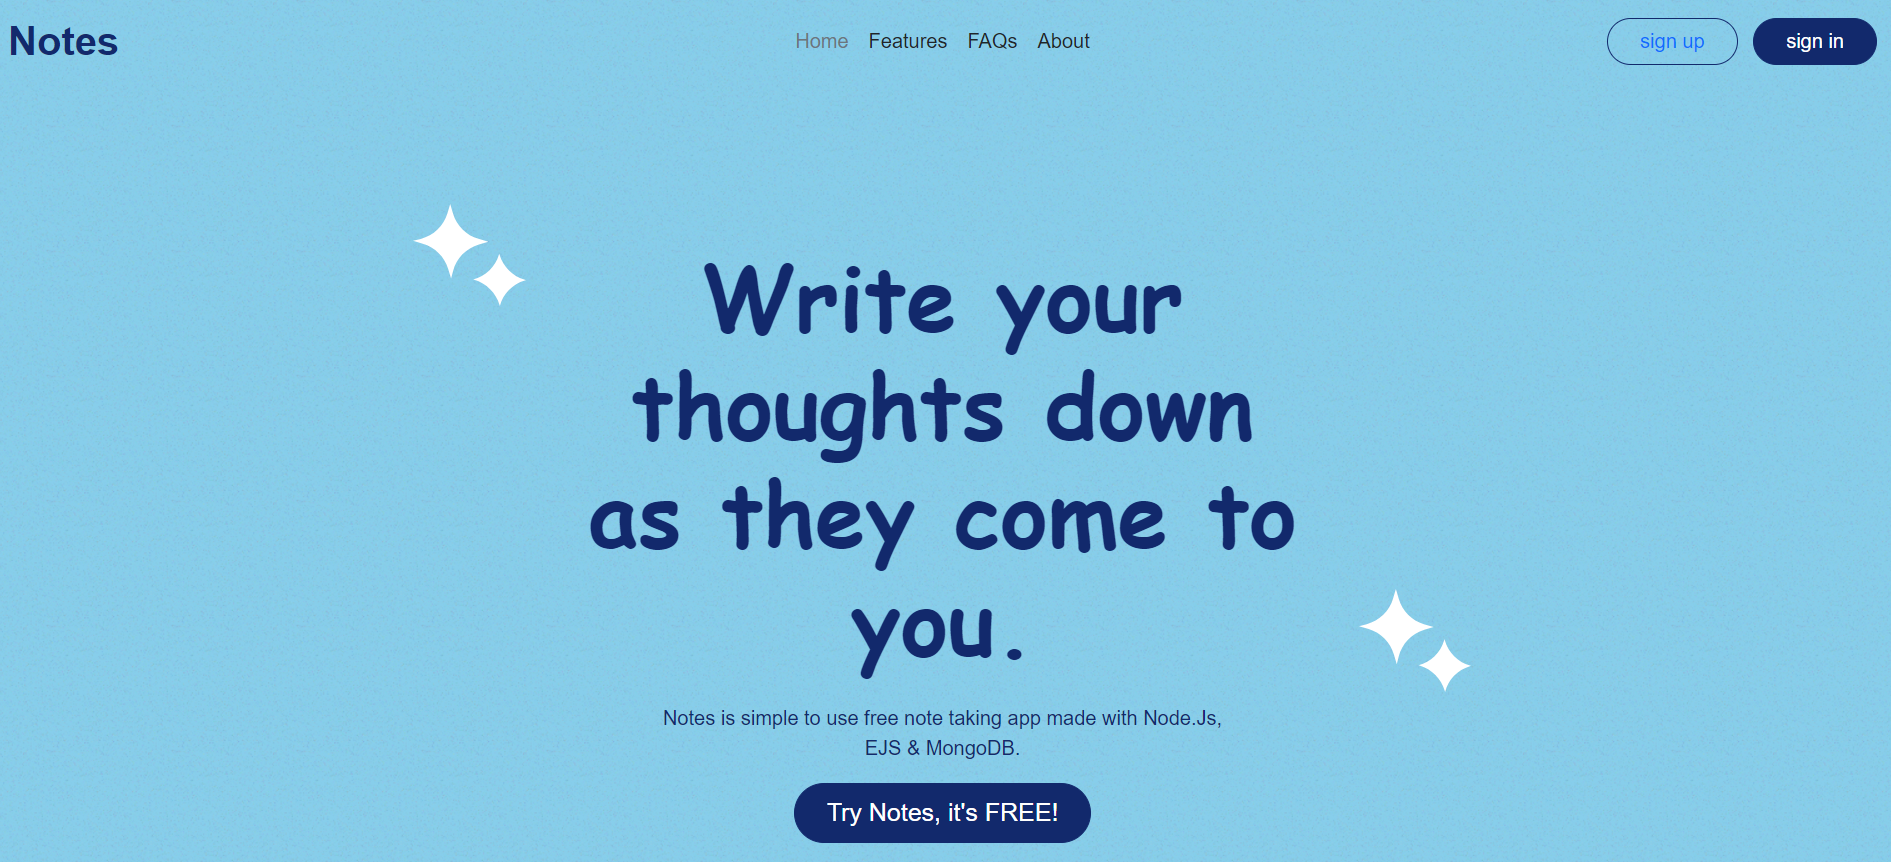 Notes
Home Features FAQs About
sign up
sign in
Write your
thoughts down
as they come to
you.
Notes is simple to use free note taking app made with Node.Js,
EJS & MongoDB.
Try Notes, it's FREE!